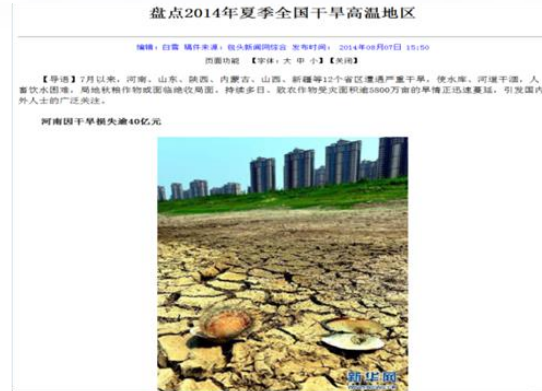 盘点2014年夏季全国干旱高温地区
编辑：白雪 稿件来源：包头新闻网综合 发布时间： 2014年08月07日 15:50
页面功能 【字体：大 中 小】【关闭】
【导语】7月以来，河南、山东、陕西、内蒙古、山西、新疆等12个省区遭遇严重干旱，使水库、河道干涸，人
畜饮水困难，局地秋粮作物或面临绝收局面。持续多日、致农作物受灾面积逾5800万亩的旱情正迅速蔓延，引发国内
外人士的广泛关注。
河南因干旱损失逾40亿元
新华网